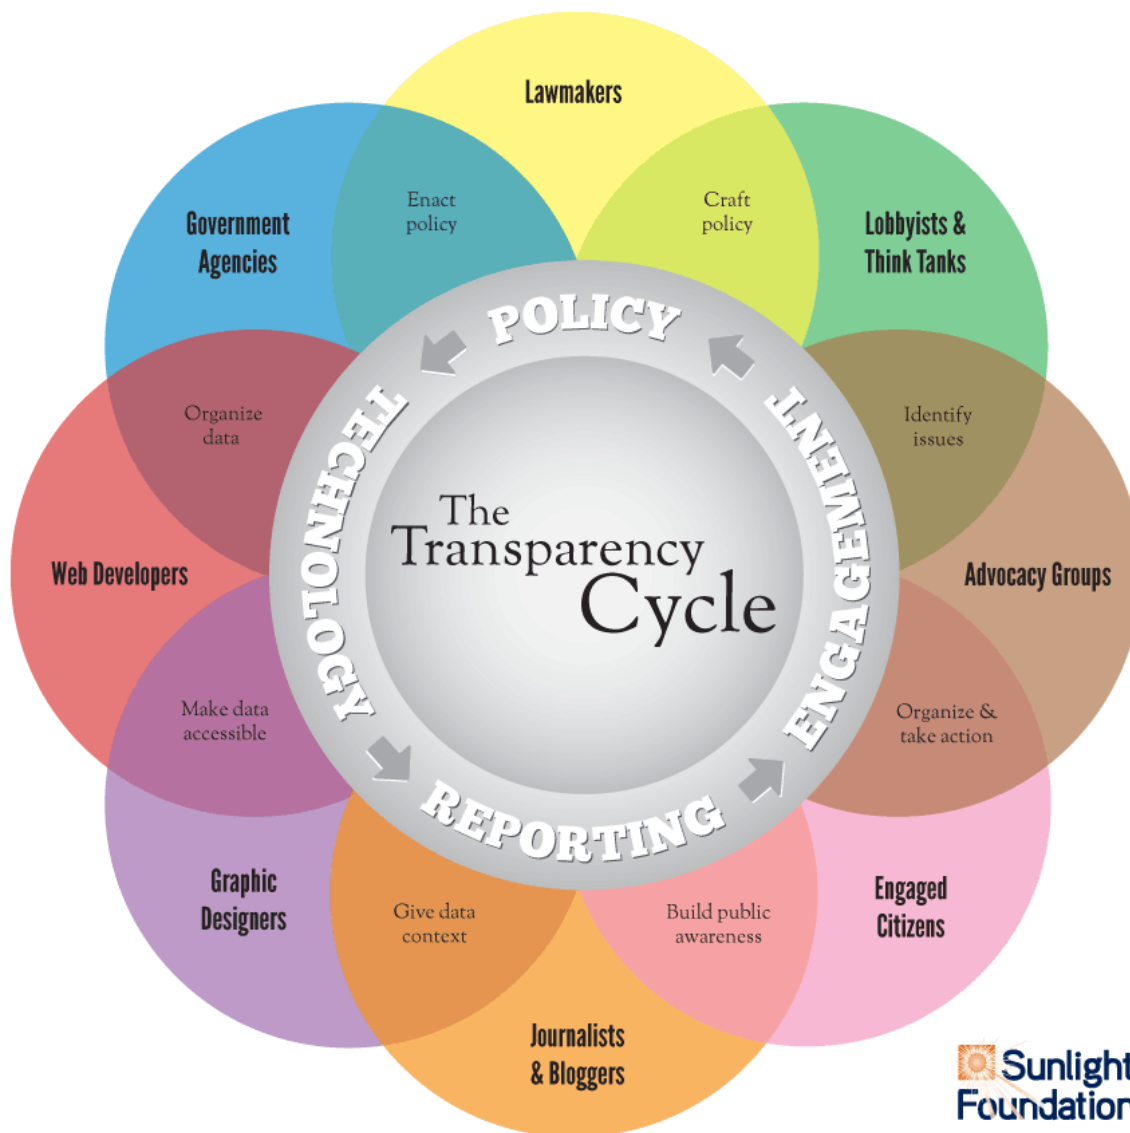 Lawmakers
Enact
policy
Craft
policy
Government
Agencies
Lobbyists &
Think Tanks
POLICY
TECHNOLOGY
ENGAGEMENT
REPORTING
Organize
data
Identify
issues
The
Transparency
Cycle
Web Developers
Advocacy Groups
Make data
accessible
Organize &
take action
Graphic
Designers
Give data
context
Build public
awareness
Engaged
Citizens
Journalists
& Bloggers
Sunlight
Foundation